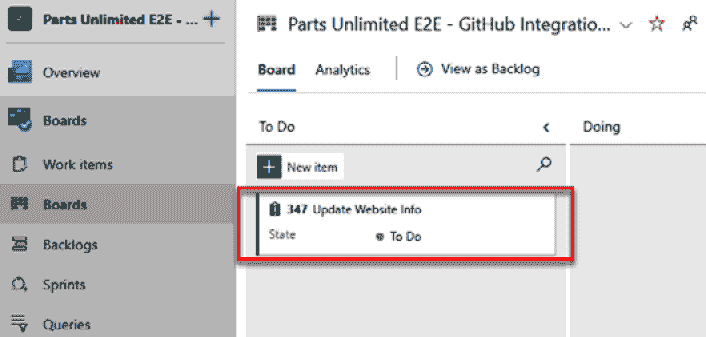 Parts Unlimited E2E - ...
Overview
Boards
Work items
Boards
Backlogs
Sprints
Queries
Parts Unlimited E2E - GitHub Integratio...
Board Analytics View as Backlog
To Do Doing
New item
347 Update Website Info
State To Do